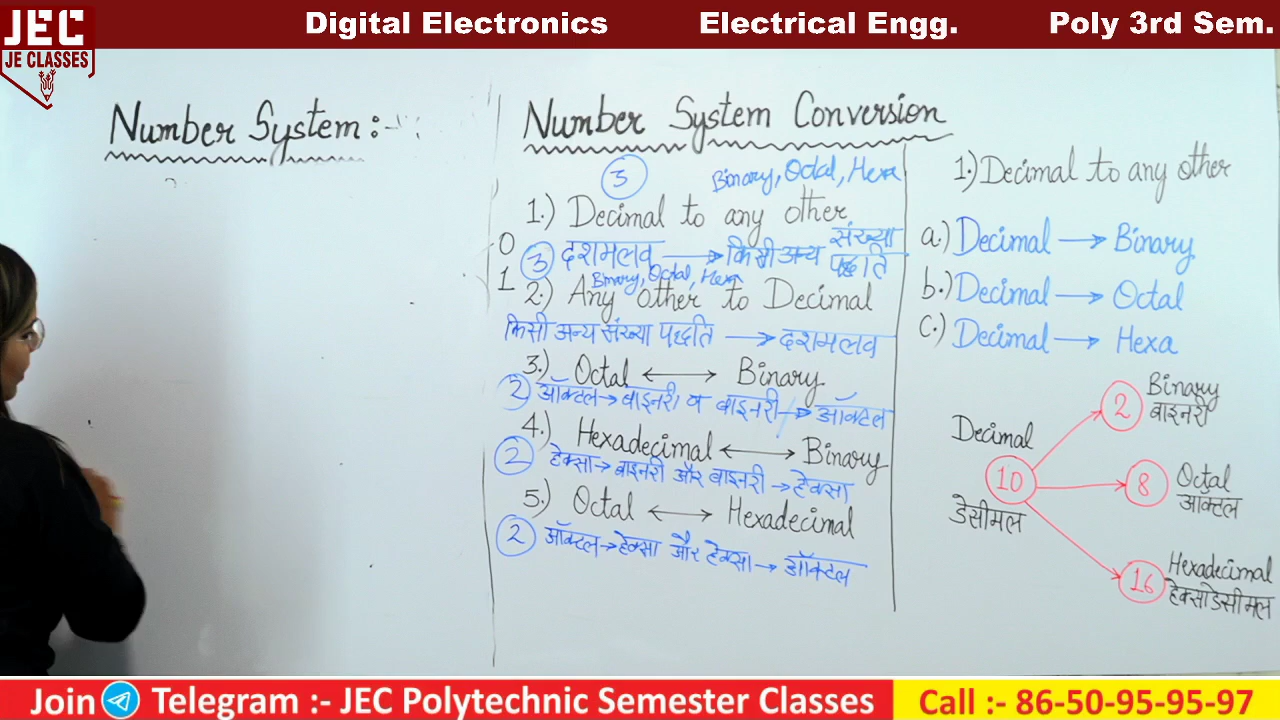 JEC
JE CLASSES
Digital Electronics
Electrical Engg.
Poly 3rd Sem.
Number System :-
Number System Conversion
3
Binary, Octal, Hexa
1.) Decimal to any other
0
3 दशमलव → किसी अन्य संख्या पद्धति
1
Binary, Octal, Hexa
2.) Any other to Decimal
किसी अन्य संख्या पद्धति → दशमलव
3.) Octal ↔ Binary
2 ऑक्टल → बाइनरी व बाइनरी → ऑक्टल
4.) Hexadecimal ↔ Binary
2 हेक्सा → बाइनरी और बाइनरी → हेक्सा
5.) Octal ↔ Hexadecimal
2 ऑक्टल → हेक्सा और हेक्सा → ऑक्टल
1.) Decimal to any other
a.) Decimal → Binary
b.) Decimal → Octal
c.) Decimal → Hexa
Decimal
10
डेसीमल
2
Binary
बाइनरी
8
Octal
ऑक्टल
16
Hexadecimal
हेक्साडेसीमल
Join Telegram :- JEC Polytechnic Semester Classes
Call :- 86-50-95-95-97